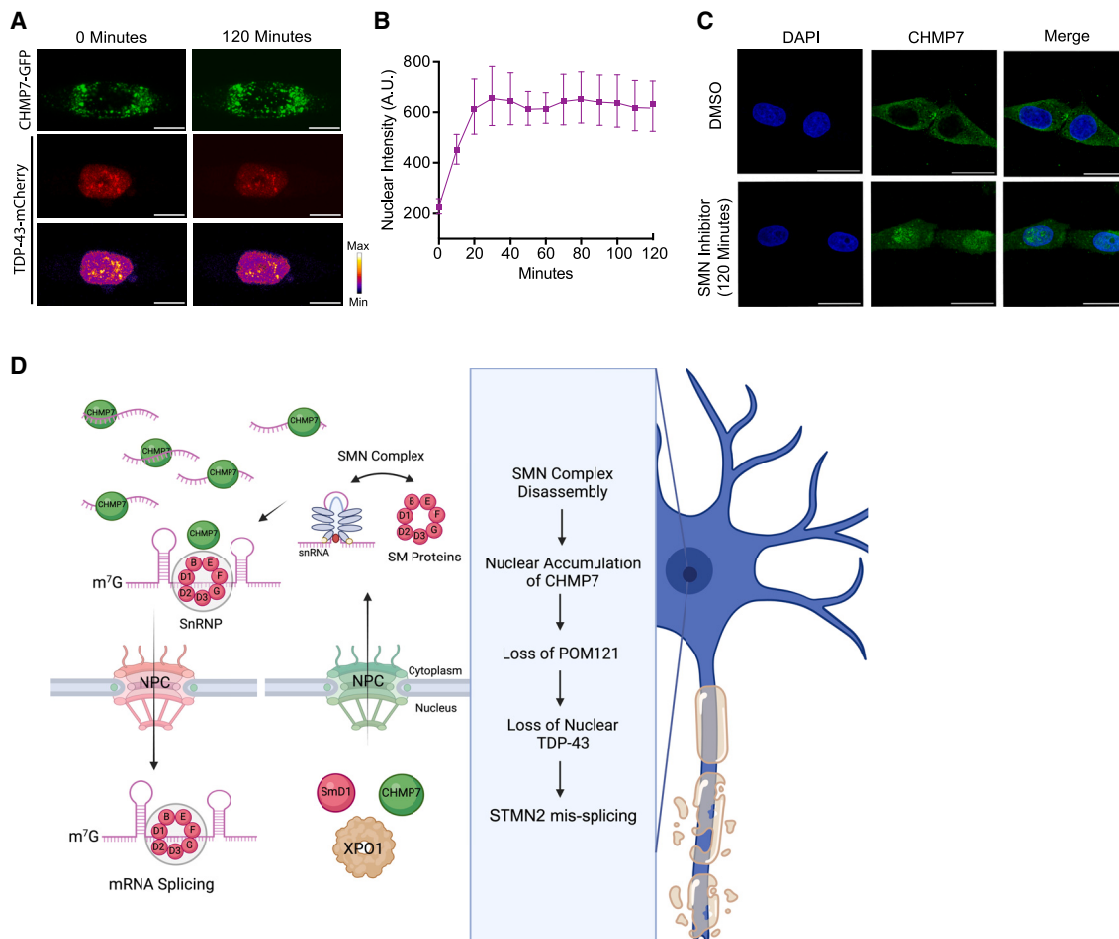 A
0 Minutes
120 Minutes
CHMP7-GFP
TDP-43-mCherry
Max
Min
B
Nuclear Intensity (A.U.)
800
600
400
200
0
20
40
60
80
100
120
Minutes
C
DAPI
CHMP7
Merge
DMSO
SMN Inhibitor
(120 Minutes)
D
CHMP7
CHMP7
CHMP7
CHMP7
CHMP7
CHMP7
SMN Complex
snRNA
B
E
D1
F
D2
D3
G
SM Proteins
m⁷G
B
E
D1
F
D2
D3
G
SnRNP
NPC
NPC
Cytoplasm
Nucleus
m⁷G
B
E
D1
F
D2
D3
G
mRNA Splicing
SmD1
CHMP7
XPO1
SMN Complex
Disassembly
Nuclear Accumulation
of CHMP7
Loss of POM121
Loss of Nuclear
TDP-43
STMN2 mis-splicing